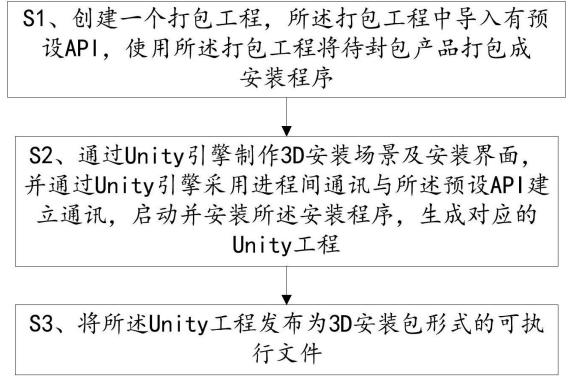 S1、创建一个打包工程，所述打包工程中导入有预
设API，使用所述打包工程将待封包产品打包成
安装程序
S2、通过Unity引擎制作3D安装场景及安装界面，
并通过Unity引擎采用进程间通讯与所述预设API建
立通讯，启动并安装所述安装程序，生成对应的
Unity工程
S3、将所述Unity工程发布为3D安装包形式的可执
行文件